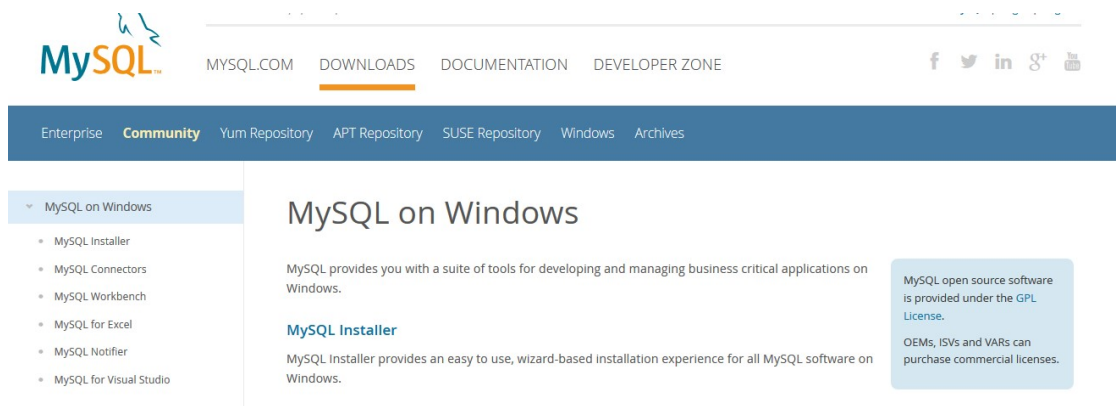 MySQL™
MYSQL.COM DOWNLOADS DOCUMENTATION DEVELOPER ZONE
f in g+ You Tube
Enterprise Community Yum Repository APT Repository SUSE Repository Windows Archives
MySQL on Windows
MySQL Installer
MySQL Connectors
MySQL Workbench
MySQL for Excel
MySQL Notifier
MySQL for Visual Studio
MySQL on Windows
MySQL provides you with a suite of tools for developing and managing business critical applications on
Windows.
MySQL Installer
MySQL Installer provides an easy to use, wizard-based installation experience for all MySQL software on
Windows.
MySQL open source software
is provided under the GPL
License.
OEMs, ISVs and VARs can
purchase commercial licenses.